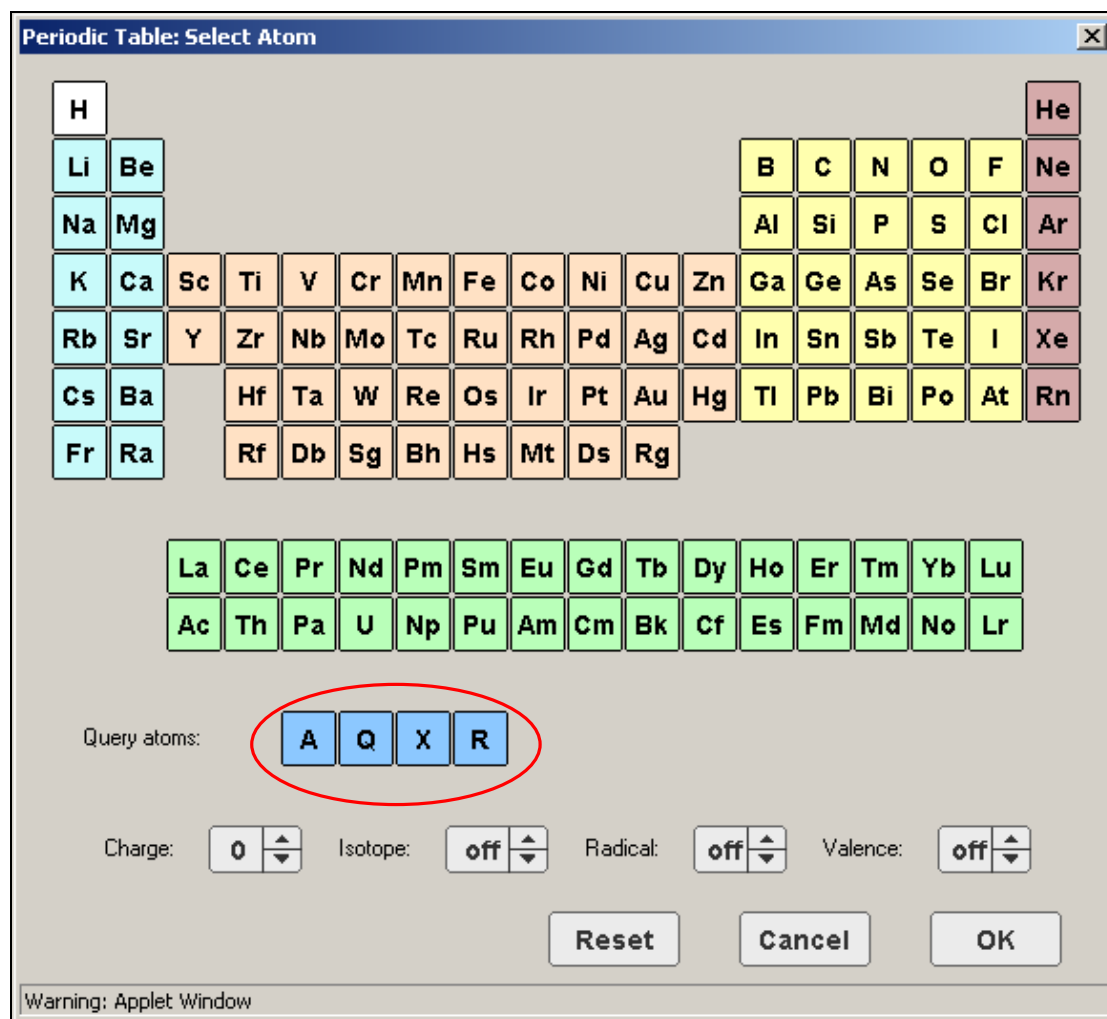 Periodic Table: Select Atom
H He
Li Be B C N O F Ne
Na Mg Al Si P S Cl Ar
K Ca Sc Ti V Cr Mn Fe Co Ni Cu Zn Ga Ge As Se Br Kr
Rb Sr Y Zr Nb Mo Tc Ru Rh Pd Ag Cd In Sn Sb Te I Xe
Cs Ba Hf Ta W Re Os Ir Pt Au Hg Tl Pb Bi Po At Rn
Fr Ra Rf Db Sg Bh Hs Mt Ds Rg
La Ce Pr Nd Pm Sm Eu Gd Tb Dy Ho Er Tm Yb Lu
Ac Th Pa U Np Pu Am Cm Bk Cf Es Fm Md No Lr
Query atoms: A Q X R
Charge: 0 Isotope: off Radical: off Valence: off
Reset Cancel OK
Warning: Applet Window